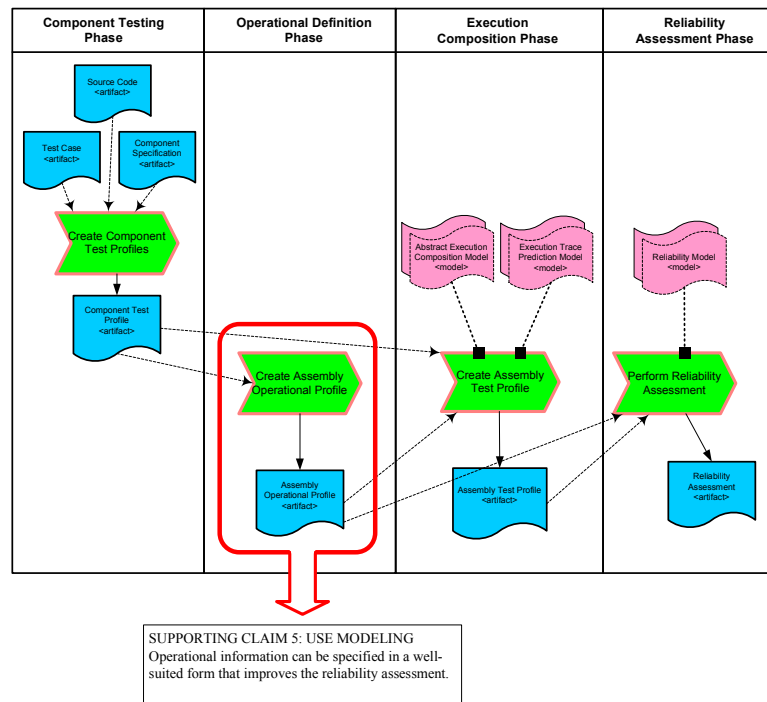 Component Testing
Phase
Operational Definition
Phase
Execution
Composition Phase
Reliability
Assessment Phase
Source Code
<artifact>
Test Case
<artifact>
Component
Specification
<artifact>
Create Component
Test Profiles
Component Test
Profile
<artifact>
Abstract Execution
Composition Model
<model>
Execution Trace
Prediction Model
<model>
Reliability Model
<model>
Create Assembly
Operational Profile
Create Assembly
Test Profile
Perform Reliability
Assessment
Assembly
Operational Profile
<artifact>
Assembly Test Profile
<artifact>
Reliability
Assessment
<artifact>
SUPPORTING CLAIM 5: USE MODELING
Operational information can be specified in a well-
suited form that improves the reliability assessment.